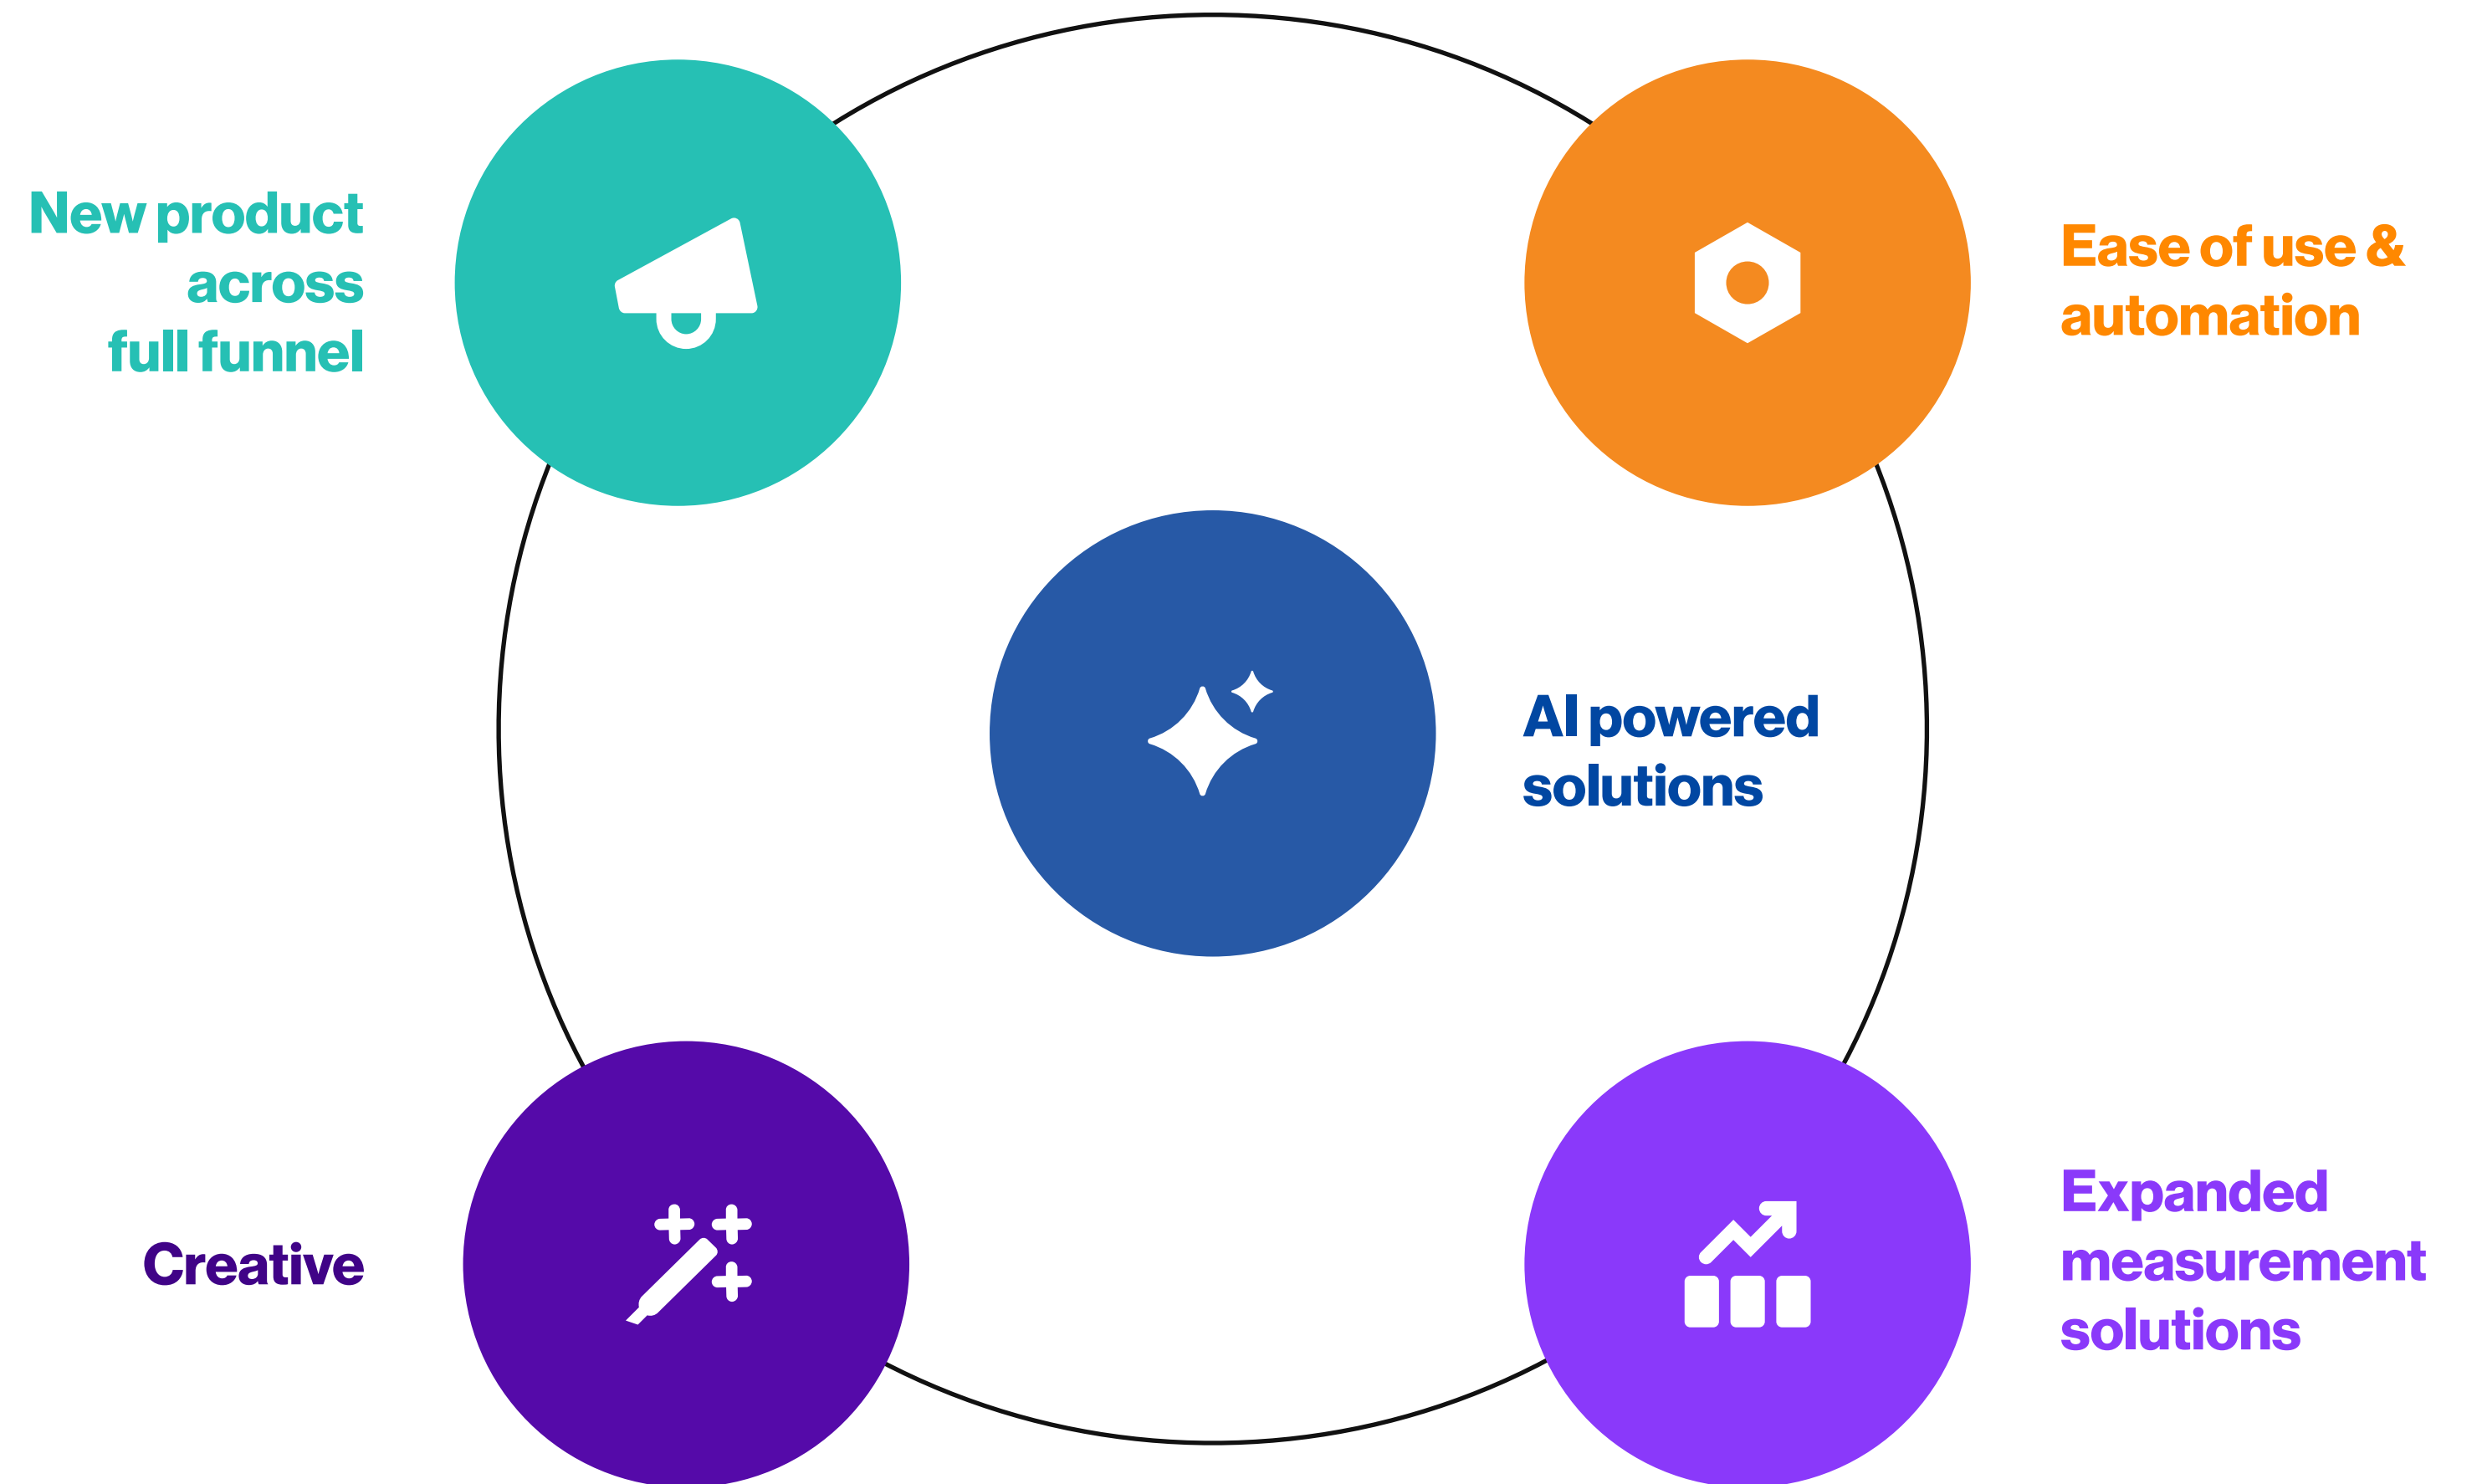 New product
across
full funnel
Ease of use &
automation
AI powered
solutions
Creative
Expanded
measurement
solutions